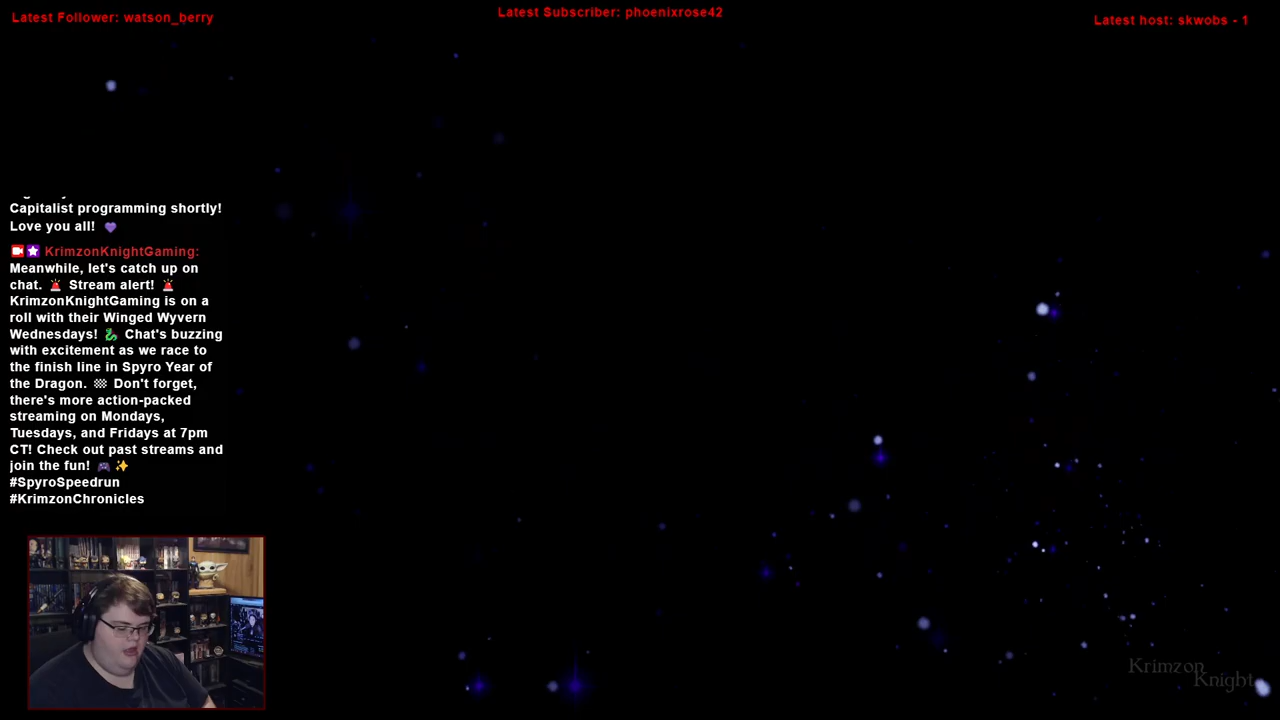 Latest Follower: watson_berry
Latest Subscriber: phoenixrose42
Latest host: skwobs - 1
Capitalist programming shortly!
Love you all! 💜
KrimzonKnightGaming:
Meanwhile, let's catch up on
chat. 🚨 Stream alert! 🚨
KrimzonKnightGaming is on a
roll with their Winged Wyvern
Wednesdays! 🐉 Chat's buzzing
with excitement as we race to
the finish line in Spyro Year of
the Dragon. 🏁 Don't forget,
there's more action-packed
streaming on Mondays,
Tuesdays, and Fridays at 7pm
CT! Check out past streams and
join the fun! 🎮 ✨
#SpyroSpeedrun
#KrimzonChronicles
Krimzon
Knight